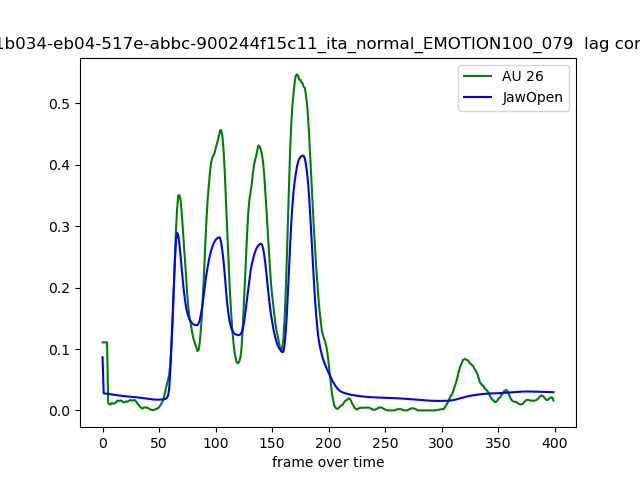 1b034-eb04-517e-abbc-900244f15c11_ita_normal_EMOTION100_079 lag cor
AU 26
JawOpen
0.5
0.4
0.3
0.2
0.1
0.0
0 50 100 150 200 250 300 350 400
frame over time